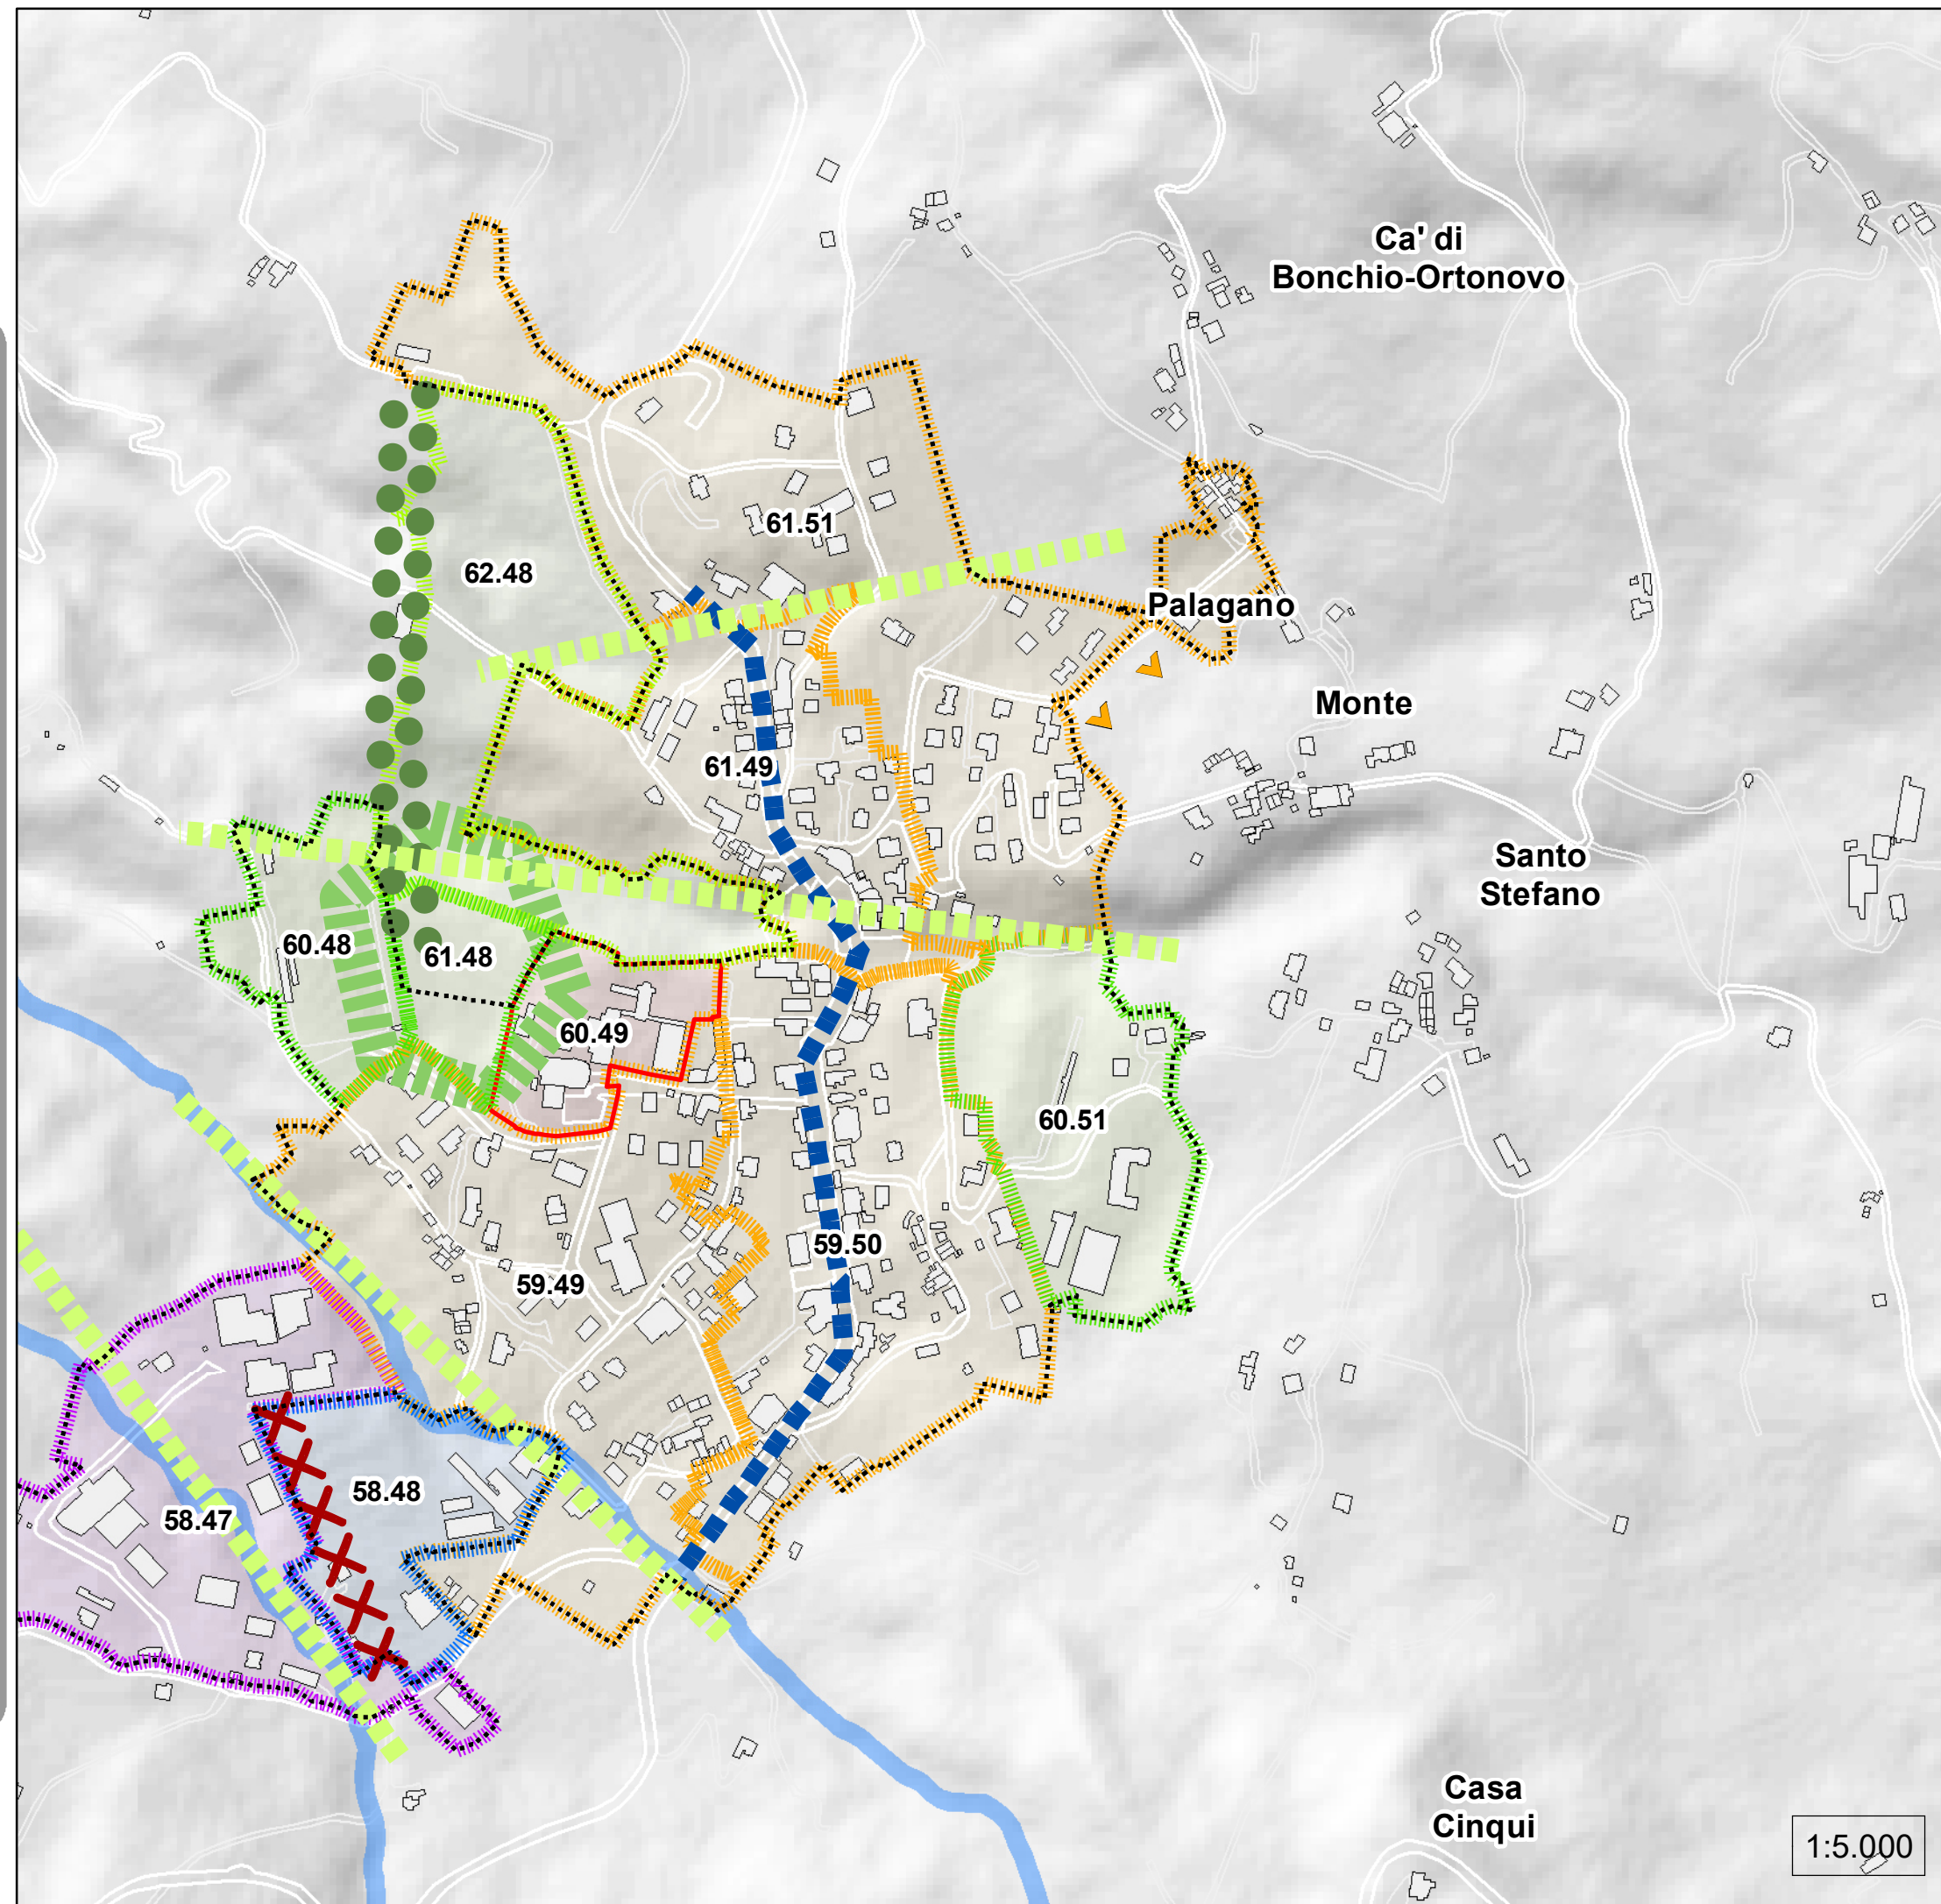 Ca' di
Bonchio-Ortonovo
61.51
62.48
Palagano
Monte
61.49
Santo
Stefano
60.48
61.48
60.49
60.51
59.50
59.49
58.48
58.47
Casa
Cinqui
1:5.000